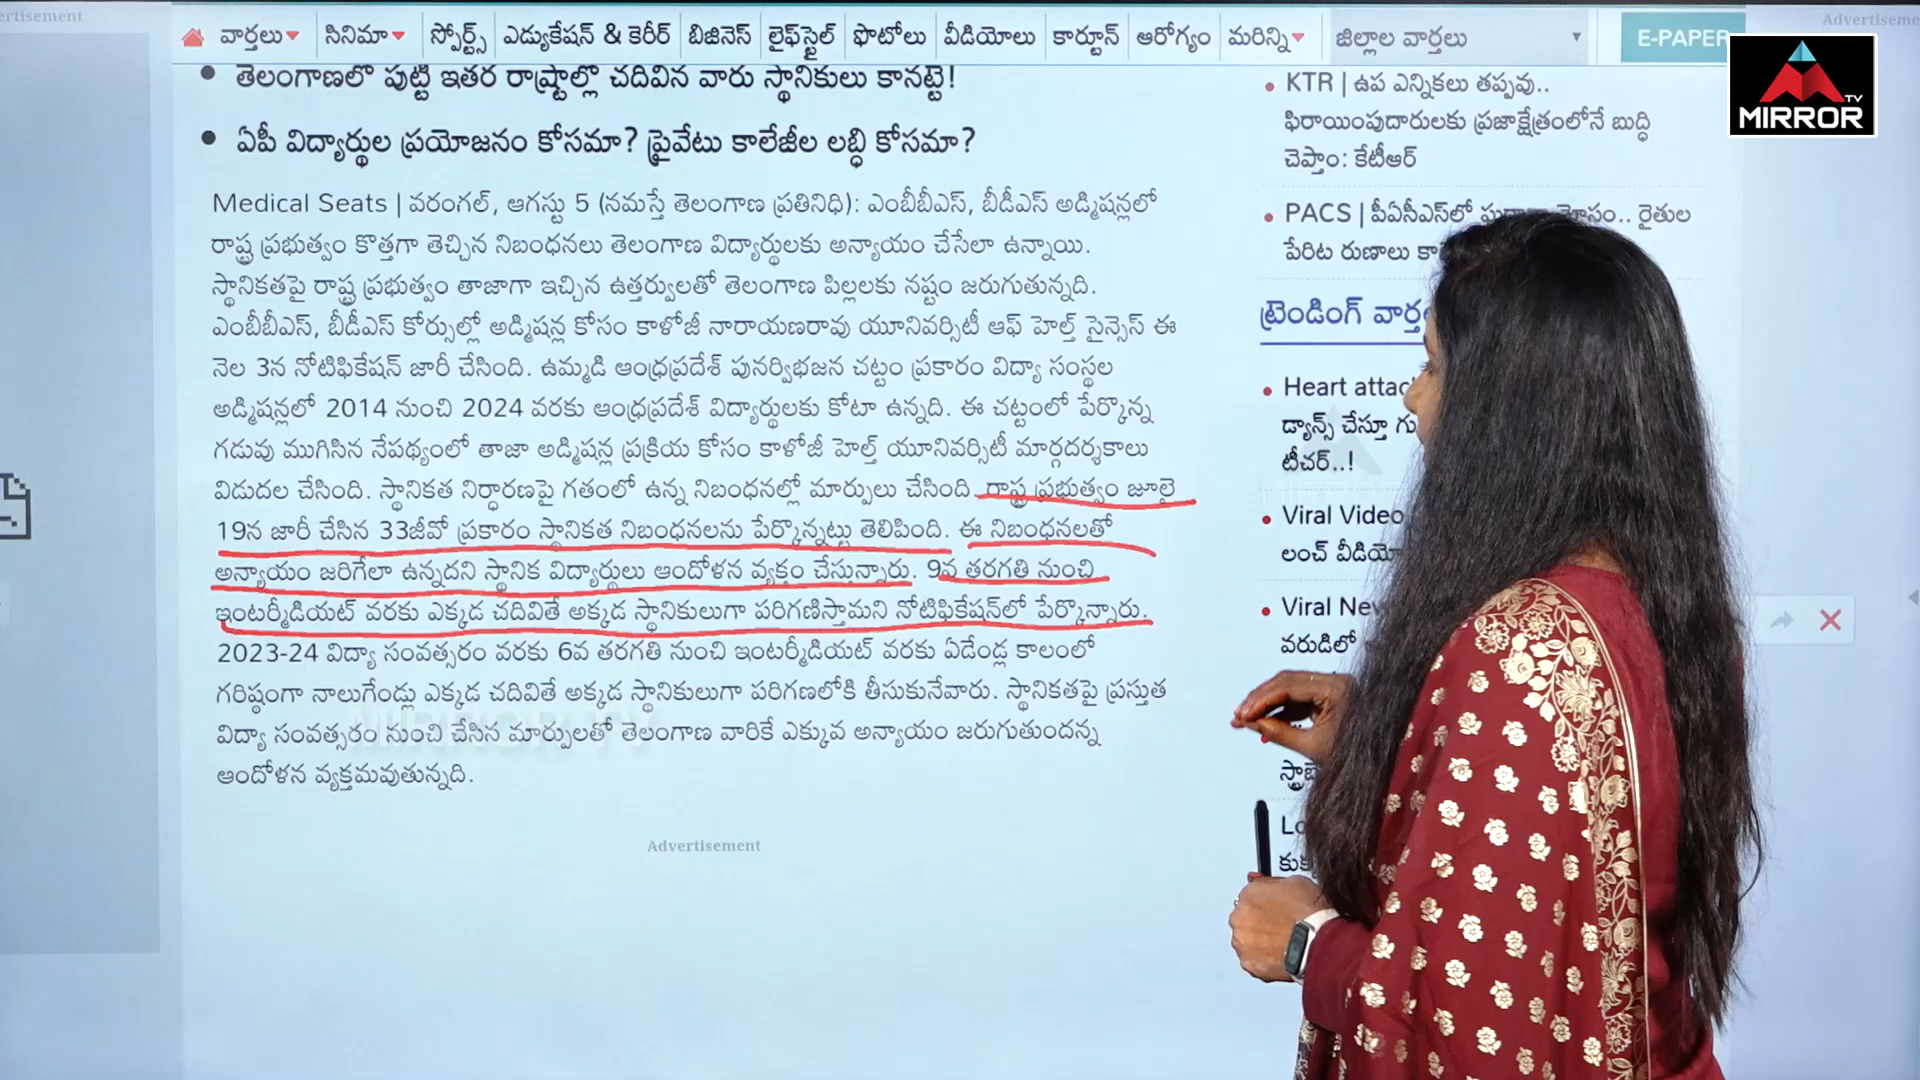 Advertisement
వార్తలు
సినిమా
స్పోర్ట్స్
ఎడ్యుకేషన్ & కెరీర్
బిజినెస్
లైఫ్‌స్టైల్
ఫొటోలు
వీడియోలు
కార్టూన్
ఆరోగ్యం
మరిన్ని
జిల్లాల వార్తలు
E-PAPER
MIRROR TV
తెలంగాణలో పుట్టి ఇతర రాష్ట్రాల్లో చదివిన వారు స్థానికులు కానట్టె!
ఏపీ విద్యార్థుల ప్రయోజనం కోసమా? ప్రైవేటు కాలేజీల లబ్ధి కోసమా?
Medical Seats | వరంగల్, ఆగస్టు 5 (నమస్తే తెలంగాణ ప్రతినిధి): ఎంబీబీఎస్, బీడీఎస్ అడ్మిషన్లలో
రాష్ట్ర ప్రభుత్వం కొత్తగా తెచ్చిన నిబంధనలు తెలంగాణ విద్యార్థులకు అన్యాయం చేసేలా ఉన్నాయి.
స్థానికతపై రాష్ట్ర ప్రభుత్వం తాజాగా ఇచ్చిన ఉత్తర్వులతో తెలంగాణ పిల్లలకు నష్టం జరుగుతున్నది.
ఎంబీబీఎస్, బీడీఎస్ కోర్సుల్లో అడ్మిషన్ల కోసం కాళోజీ నారాయణరావు యూనివర్సిటీ ఆఫ్ హెల్త్ సైన్సెస్ ఈ
నెల 3న నోటిఫికేషన్ జారీ చేసింది. ఉమ్మడి ఆంధ్రప్రదేశ్ పునర్విభజన చట్టం ప్రకారం విద్యా సంస్థల
అడ్మిషన్లలో 2014 నుంచి 2024 వరకు ఆంధ్రప్రదేశ్ విద్యార్థులకు కోటా ఉన్నది. ఈ చట్టంలో పేర్కొన్న
గడువు ముగిసిన నేపథ్యంలో తాజా అడ్మిషన్ల ప్రక్రియ కోసం కాళోజీ హెల్త్ యూనివర్సిటీ మార్గదర్శకాలు
విడుదల చేసింది. స్థానికత నిర్ధారణపై గతంలో ఉన్న నిబంధనల్లో మార్పులు చేసింది. రాష్ట్ర ప్రభుత్వం జూలై
19న జారీ చేసిన 33జీవో ప్రకారం స్థానికత నిబంధనలను పేర్కొన్నట్టు తెలిపింది. ఈ నిబంధనలతో
అన్యాయం జరిగేలా ఉన్నదని స్థానిక విద్యార్థులు ఆందోళన వ్యక్తం చేస్తున్నారు. 9వ తరగతి నుంచి
ఇంటర్మీడియట్ వరకు ఎక్కడ చదివితే అక్కడ స్థానికులుగా పరిగణిస్తామని నోటిఫికేషన్‌లో పేర్కొన్నారు.
2023-24 విద్యా సంవత్సరం వరకు 6వ తరగతి నుంచి ఇంటర్మీడియట్ వరకు ఏడేండ్ల కాలంలో
గరిష్ఠంగా నాలుగేండ్లు ఎక్కడ చదివితే అక్కడ స్థానికులుగా పరిగణలోకి తీసుకునేవారు. స్థానికతపై ప్రస్తుత
విద్యా సంవత్సరం నుంచి చేసిన మార్పులతో తెలంగాణ వారికే ఎక్కువ అన్యాయం జరుగుతుందన్న
ఆందోళన వ్యక్తమవుతున్నది.
MIRROR TV
Advertisement
KTR | ఉప ఎన్నికలు తప్పవు..
ఫిరాయింపుదారులకు ప్రజాక్షేత్రంలోనే బుద్ధి
చెప్తాం: కేటీఆర్
PACS | పీఏసీఎస్‌లో రైతుల
పేరిట రుణాలు
ట్రెండింగ్
Heart
డ్యాన్స్ చేస్తూ
టీచర్..!
Viral Video
లంచ్
Viral
వరుడిలో